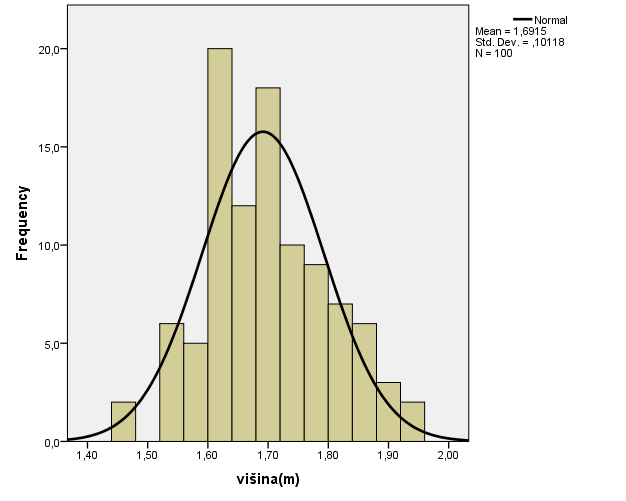 Normal
Mean = 1,6915
Std. Dev. = ,10118
N = 100
Frequency
20,0
15,0
10,0
5,0
0,0
1,40 1,50 1,60 1,70 1,80 1,90 2,00
višina(m)